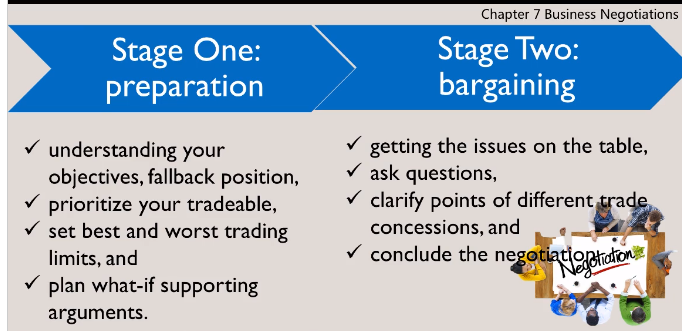 Chapter 7 Business Negotiations
Stage One:
preparation
✓ understanding your
objectives, fallback position,
✓ prioritize your tradeable,
✓ set best and worst trading
limits, and
✓ plan what-if supporting
arguments.
Stage Two:
bargaining
✓ getting the issues on the table,
✓ ask questions,
✓ clarify points of different trade
concessions, and
✓ conclude the negotiation.
Negotiation